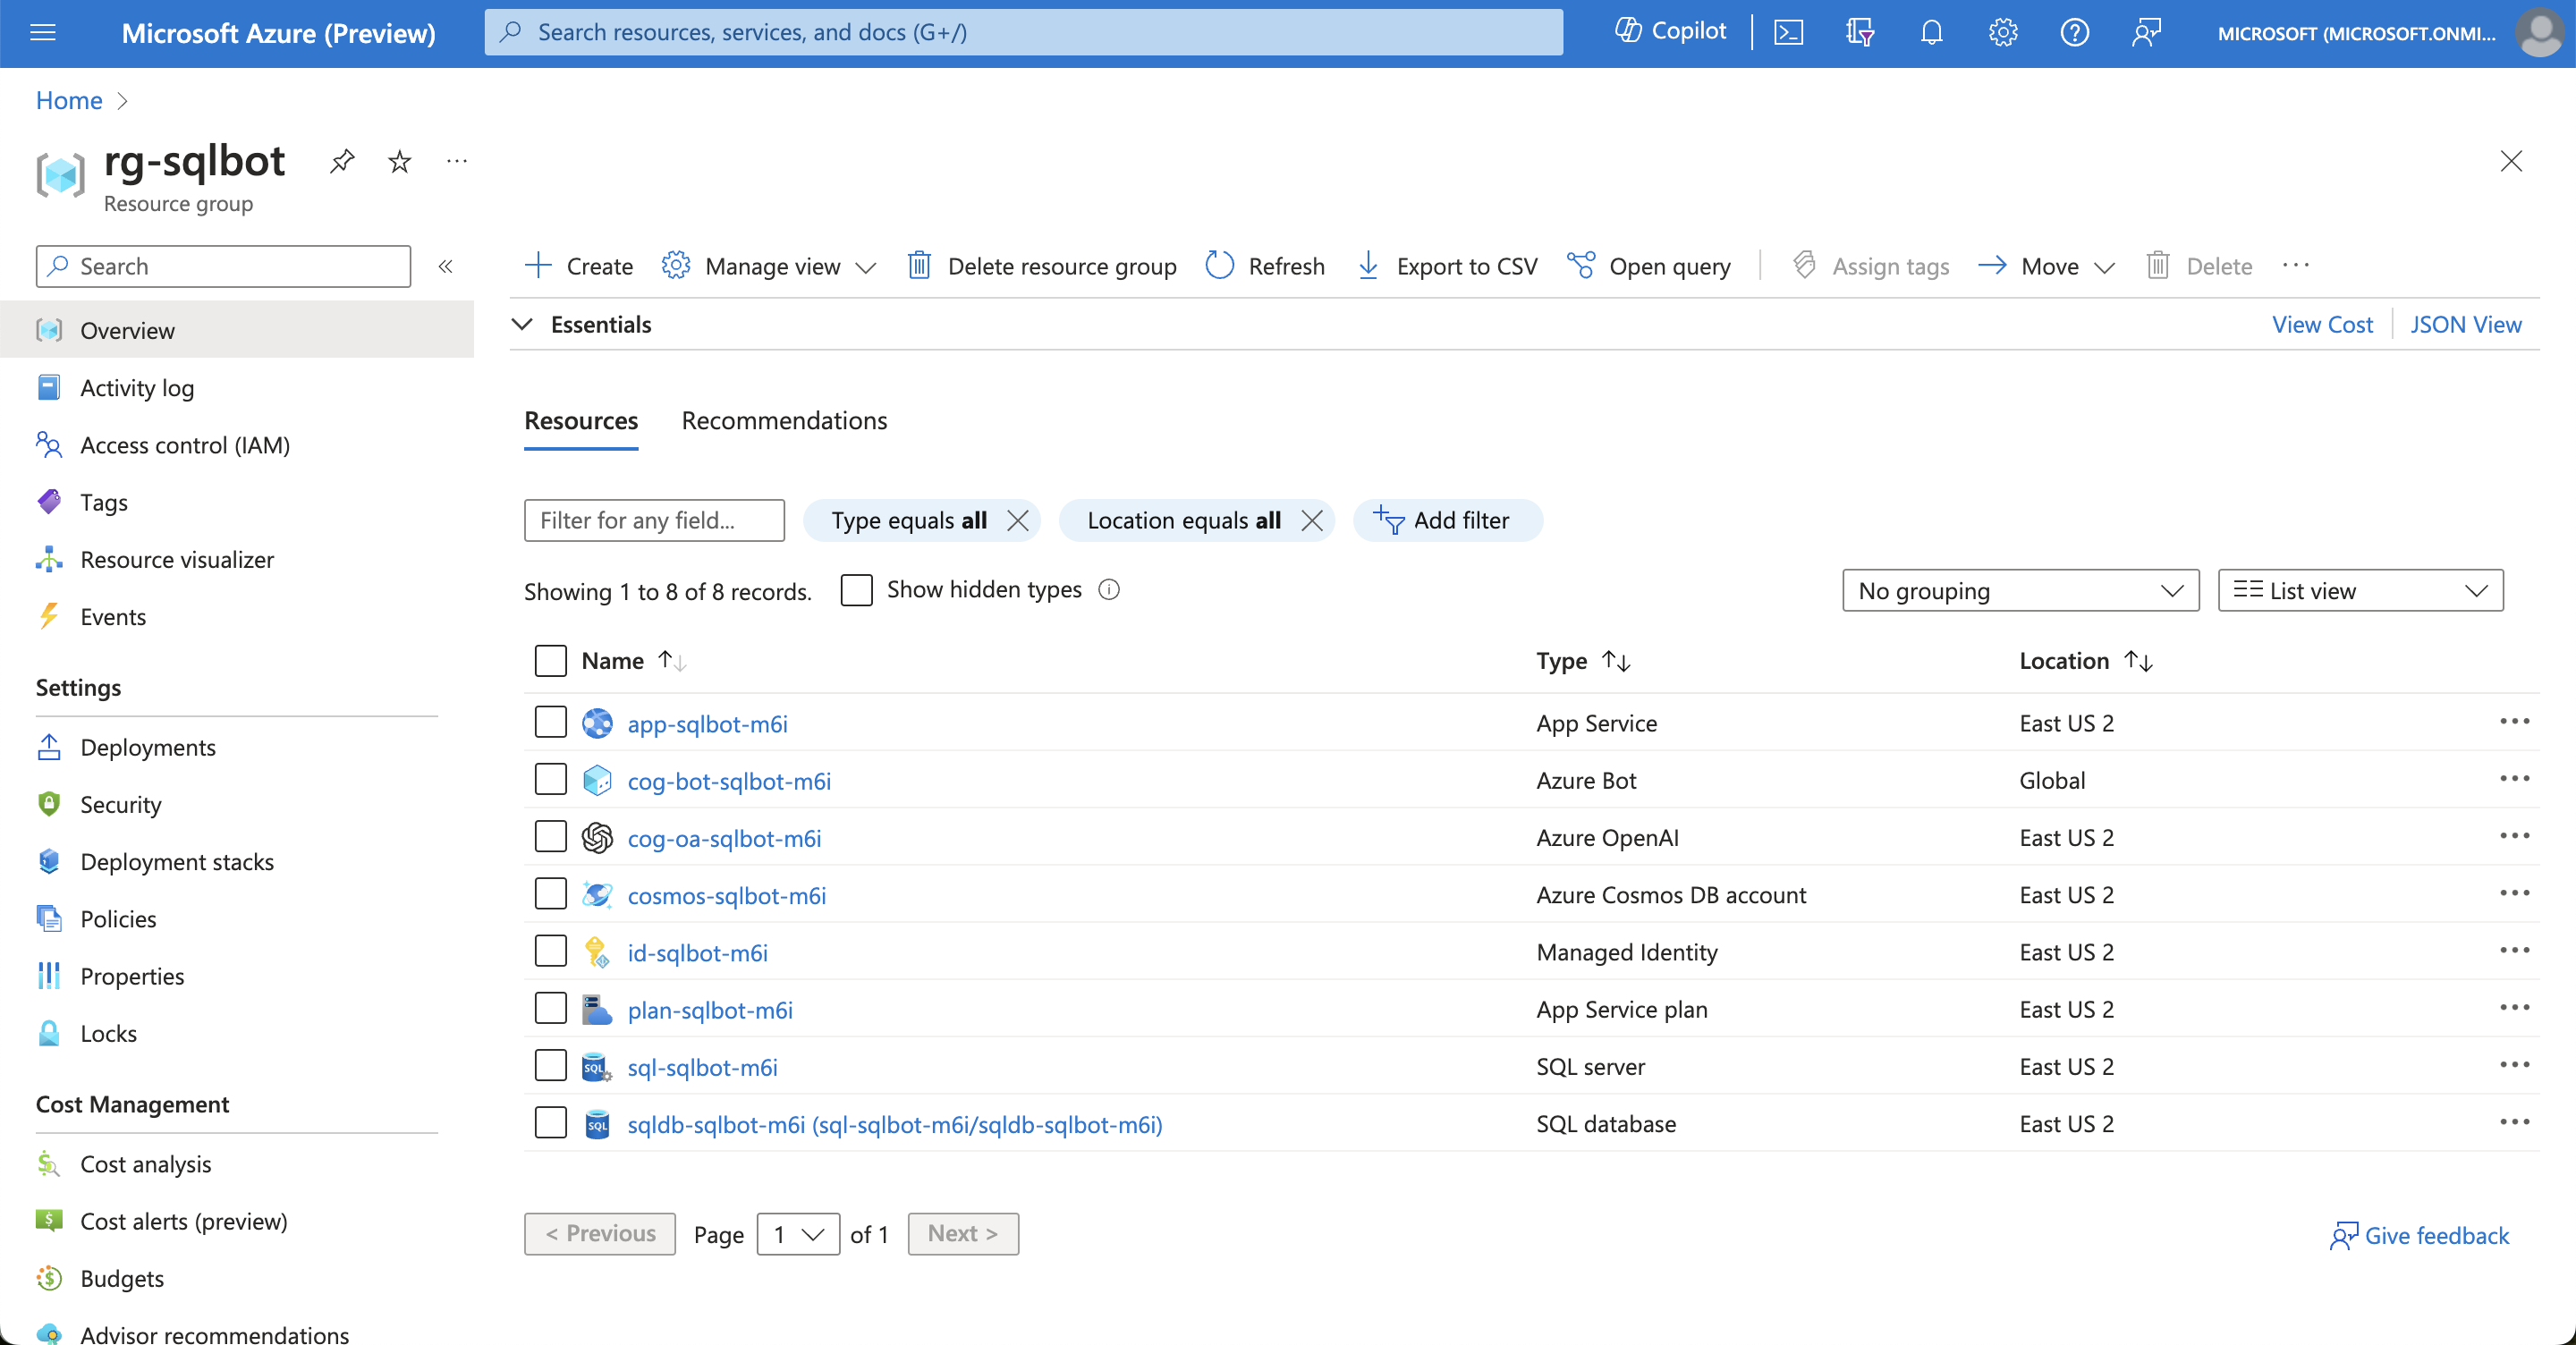 Microsoft Azure (Preview)
Search resources, services, and docs (G+/)
Copilot
MICROSOFT (MICROSOFT.ONMI...
Home
rg-sqlbot
Resource group
Search
Overview
Activity log
Access control (IAM)
Tags
Resource visualizer
Events
Settings
Deployments
Security
Deployment stacks
Policies
Properties
Locks
Cost Management
Cost analysis
Cost alerts (preview)
Budgets
Advisor recommendations
Create Manage view Delete resource group Refresh Export to CSV Open query Assign tags Move Delete
Essentials View Cost JSON View
Resources Recommendations
Filter for any field... Type equals all Location equals all Add filter
Showing 1 to 8 of 8 records. Show hidden types No grouping List view
Name Type Location
app-sqlbot-m6i App Service East US 2
cog-bot-sqlbot-m6i Azure Bot Global
cog-oa-sqlbot-m6i Azure OpenAI East US 2
cosmos-sqlbot-m6i Azure Cosmos DB account East US 2
id-sqlbot-m6i Managed Identity East US 2
plan-sqlbot-m6i App Service plan East US 2
sql-sqlbot-m6i SQL server East US 2
sqldb-sqlbot-m6i (sql-sqlbot-m6i/sqldb-sqlbot-m6i) SQL database East US 2
< Previous Page 1 of 1 Next >
Give feedback